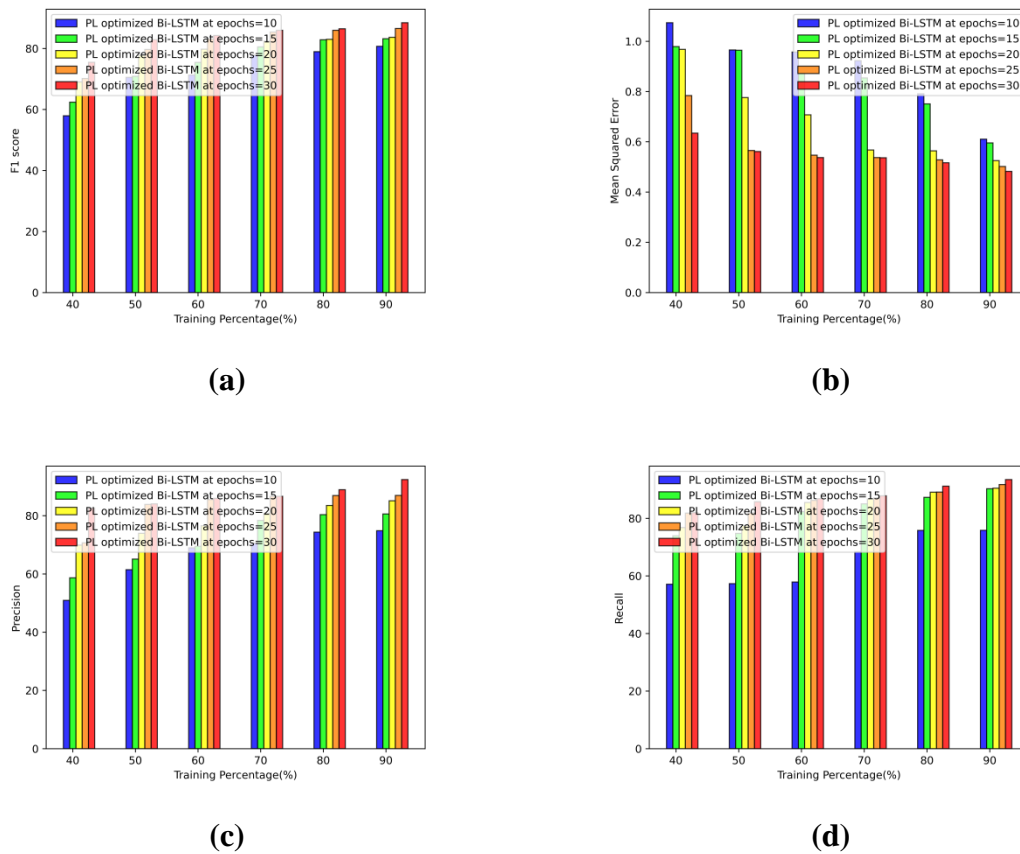 PL optimized Bi-LSTM at epochs=10
PL optimized Bi-LSTM at epochs=15
PL optimized Bi-LSTM at epochs=20
PL optimized Bi-LSTM at epochs=25
PL optimized Bi-LSTM at epochs=30
F1 score
80
60
40
20
0
40 50 60 70 80 90
Training Percentage(%)
(a)
PL optimized Bi-LSTM at epochs=10
PL optimized Bi-LSTM at epochs=15
PL optimized Bi-LSTM at epochs=20
PL optimized Bi-LSTM at epochs=25
PL optimized Bi-LSTM at epochs=30
Mean Squared Error
1.0
0.8
0.6
0.4
0.2
0.0
40 50 60 70 80 90
Training Percentage(%)
(b)
PL optimized Bi-LSTM at epochs=10
PL optimized Bi-LSTM at epochs=15
PL optimized Bi-LSTM at epochs=20
PL optimized Bi-LSTM at epochs=25
PL optimized Bi-LSTM at epochs=30
Precision
80
60
40
20
0
40 50 60 70 80 90
Training Percentage(%)
(c)
PL optimized Bi-LSTM at epochs=10
PL optimized Bi-LSTM at epochs=15
PL optimized Bi-LSTM at epochs=20
PL optimized Bi-LSTM at epochs=25
PL optimized Bi-LSTM at epochs=30
Recall
80
60
40
20
0
40 50 60 70 80 90
Training Percentage(%)
(d)